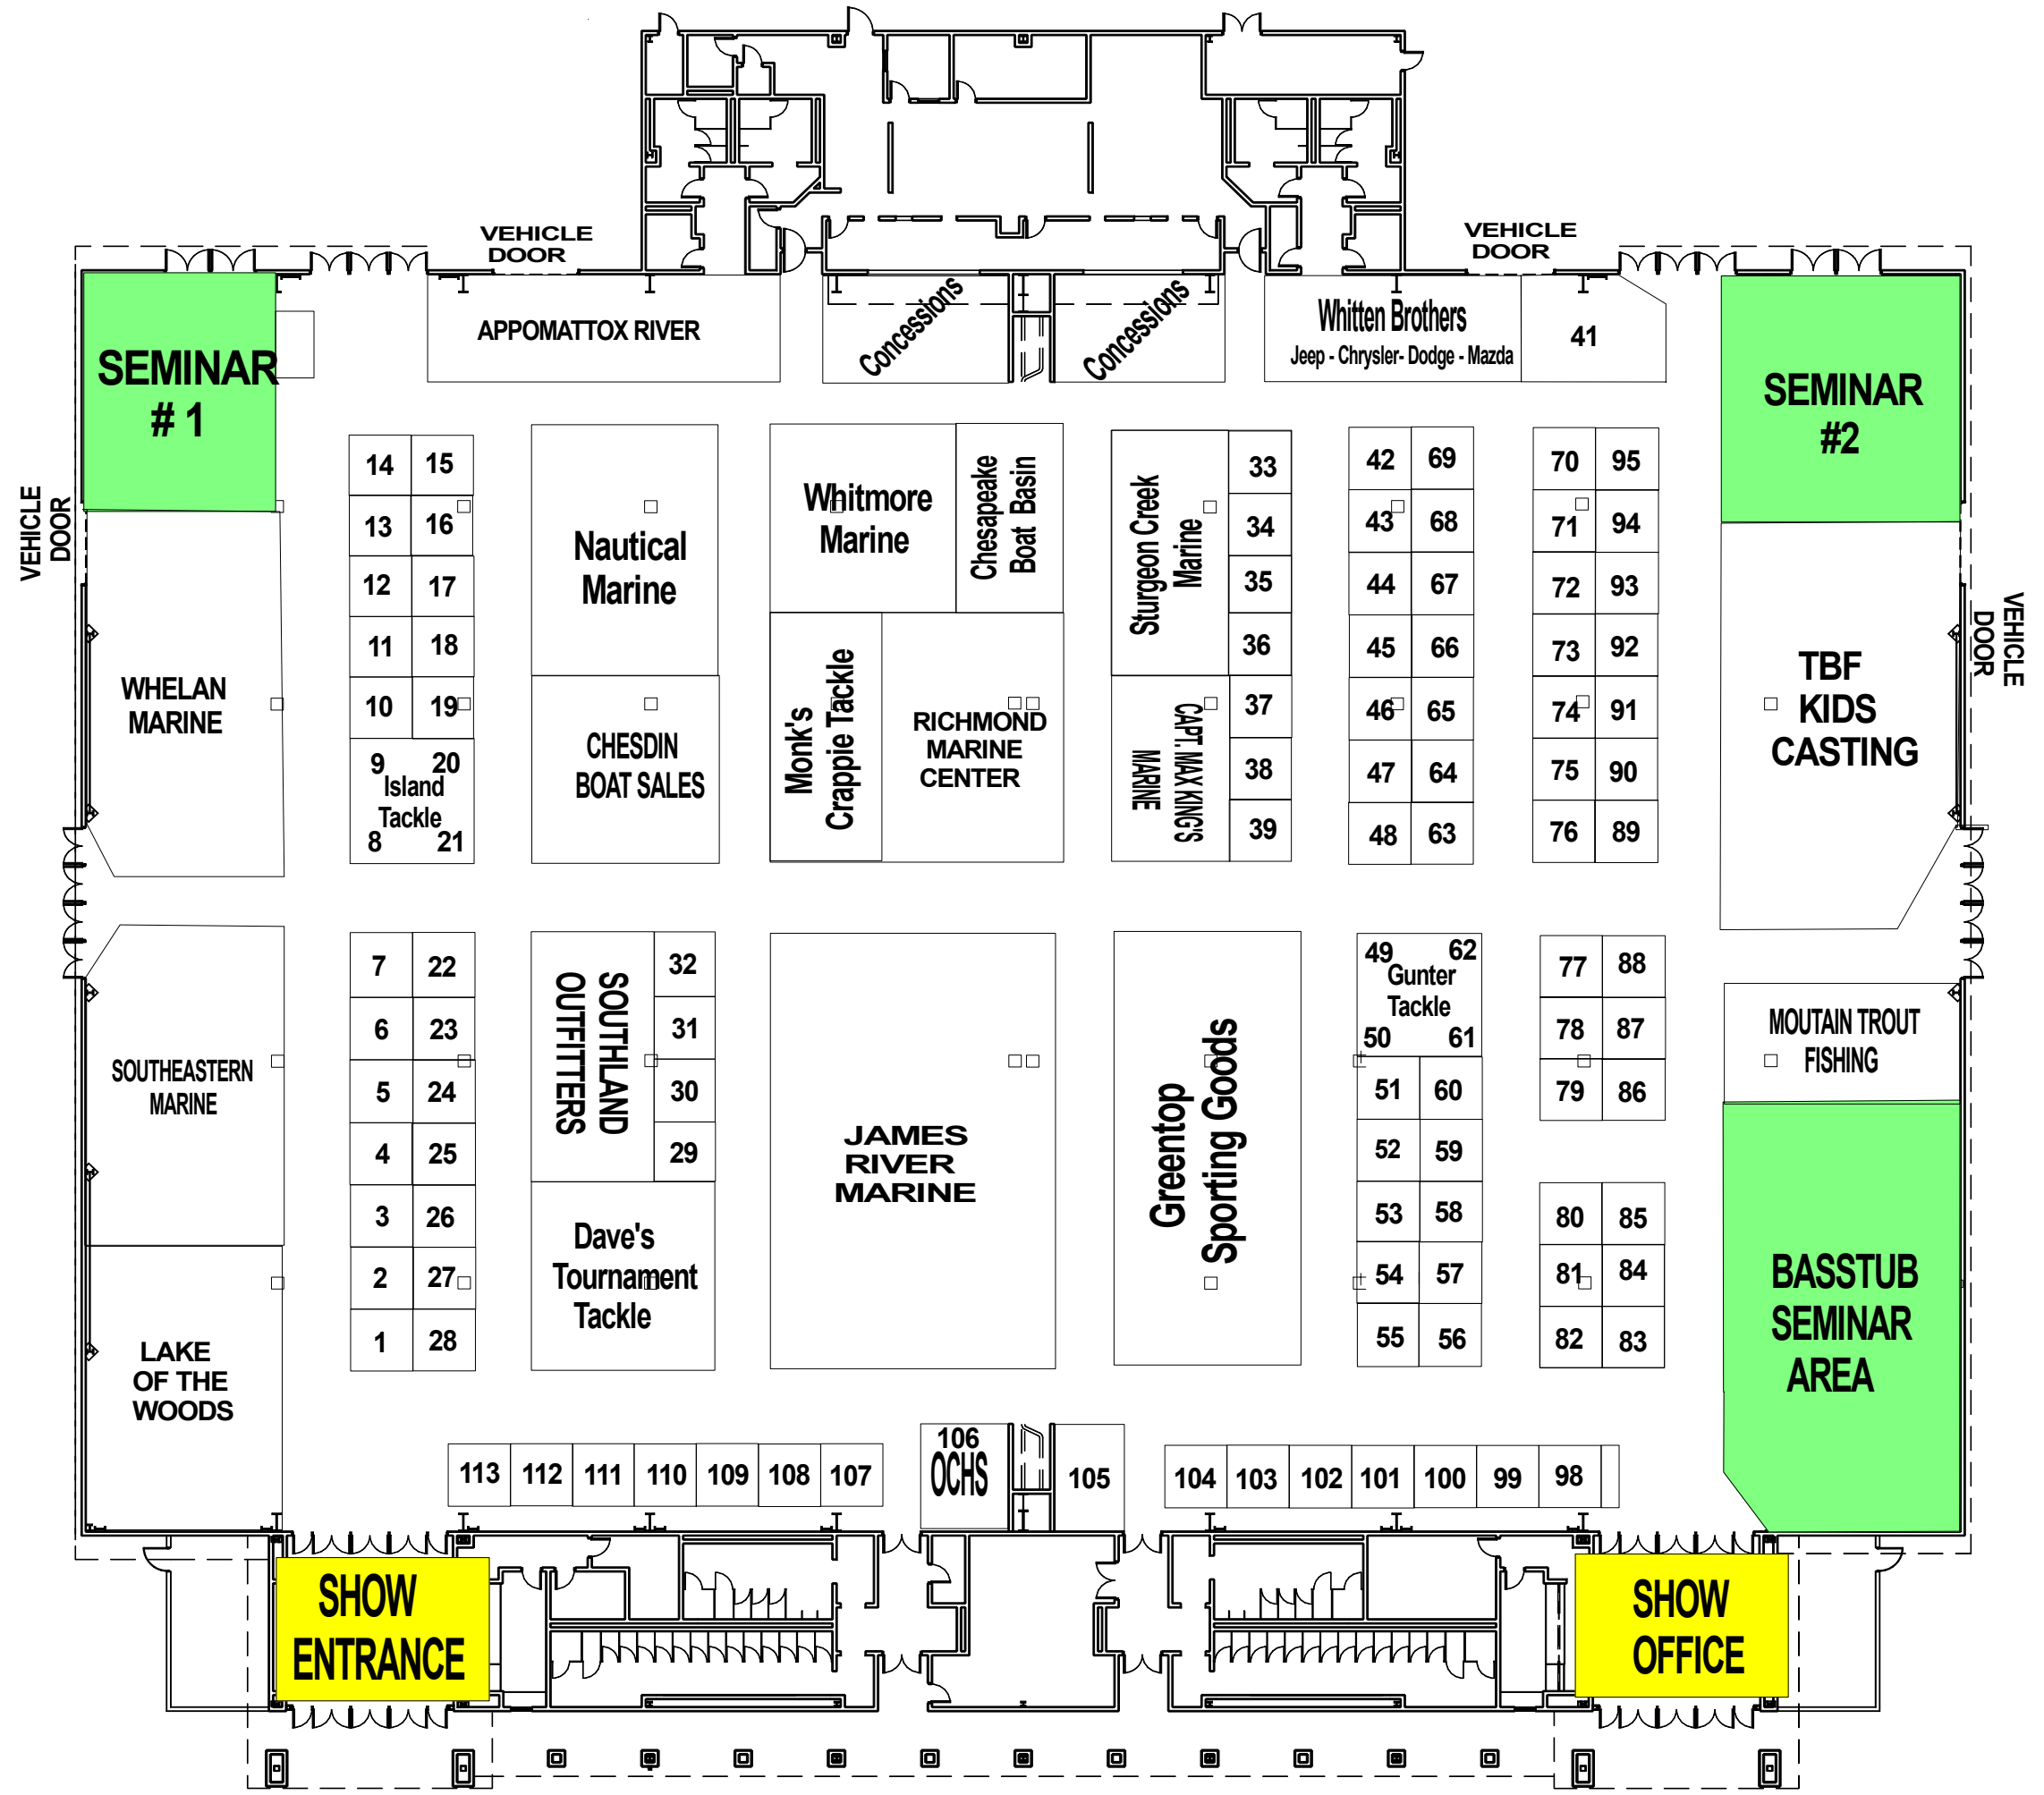 VEHICLE
DOOR
VEHICLE
DOOR
SEMINAR
# 1
APPOMATTOX RIVER
Concessions
Concessions
Whitten Brothers
Jeep - Chrysler- Dodge - Mazda
41
SEMINAR
#2
VEHICLE
DOOR
VEHICLE
DOOR
14 15
13 16
12 17
11 18
10 19
9 20
Island
Tackle
8 21
Nautical
Marine
CHESDIN
BOAT SALES
Whitmore
Marine
Chesapeake
Boat Basin
Monk's
Crappie Tackle
RICHMOND
MARINE
CENTER
Sturgeon Creek
Marine
CAPT. MAX KING'S
MARINE
33
34
35
36
37
38
39
42 69
43 68
44 67
45 66
46 65
47 64
48 63
70 95
71 94
72 93
73 92
74 91
75 90
76 89
WHELAN
MARINE
TBF
KIDS
CASTING
SOUTHEASTERN
MARINE
LAKE
OF THE
WOODS
7 22
6 23
5 24
4 25
3 26
2 27
1 28
SOUTHLAND
OUTFITTERS
32
31
30
29
Dave's
Tournament
Tackle
JAMES
RIVER
MARINE
Greentop
Sporting Goods
49 62
Gunter
Tackle
50 61
51 60
52 59
53 58
54 57
55 56
77 88
78 87
79 86
80 85
81 84
82 83
MOUTAIN TROUT
FISHING
BASSTUB
SEMINAR
AREA
113 112 111 110 109 108 107
106
OCHS
105
104 103 102 101 100 99 98
SHOW
ENTRANCE
SHOW
OFFICE